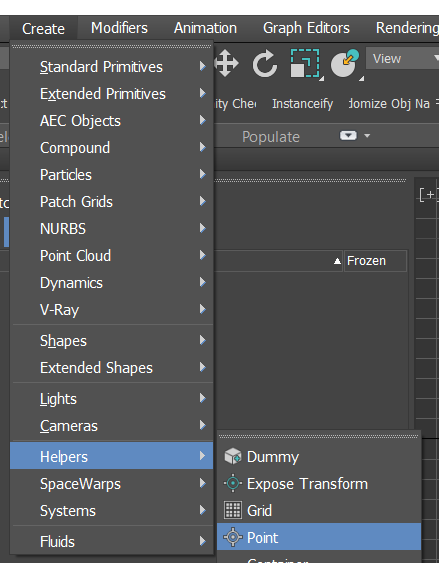 Create Modifiers Animation Graph Editors Rendering
View
Standard Primitives
Extended Primitives
ity Che Instanceify domize Obj Na
AEC Objects
Populate
Compound
Particles
Patch Grids
[+]
NURBS
Point Cloud
Frozen
Dynamics
V-Ray
Shapes
Extended Shapes
Lights
Cameras
Helpers
Dummy
SpaceWarps
Expose Transform
Systems
Grid
Fluids
Point
Container